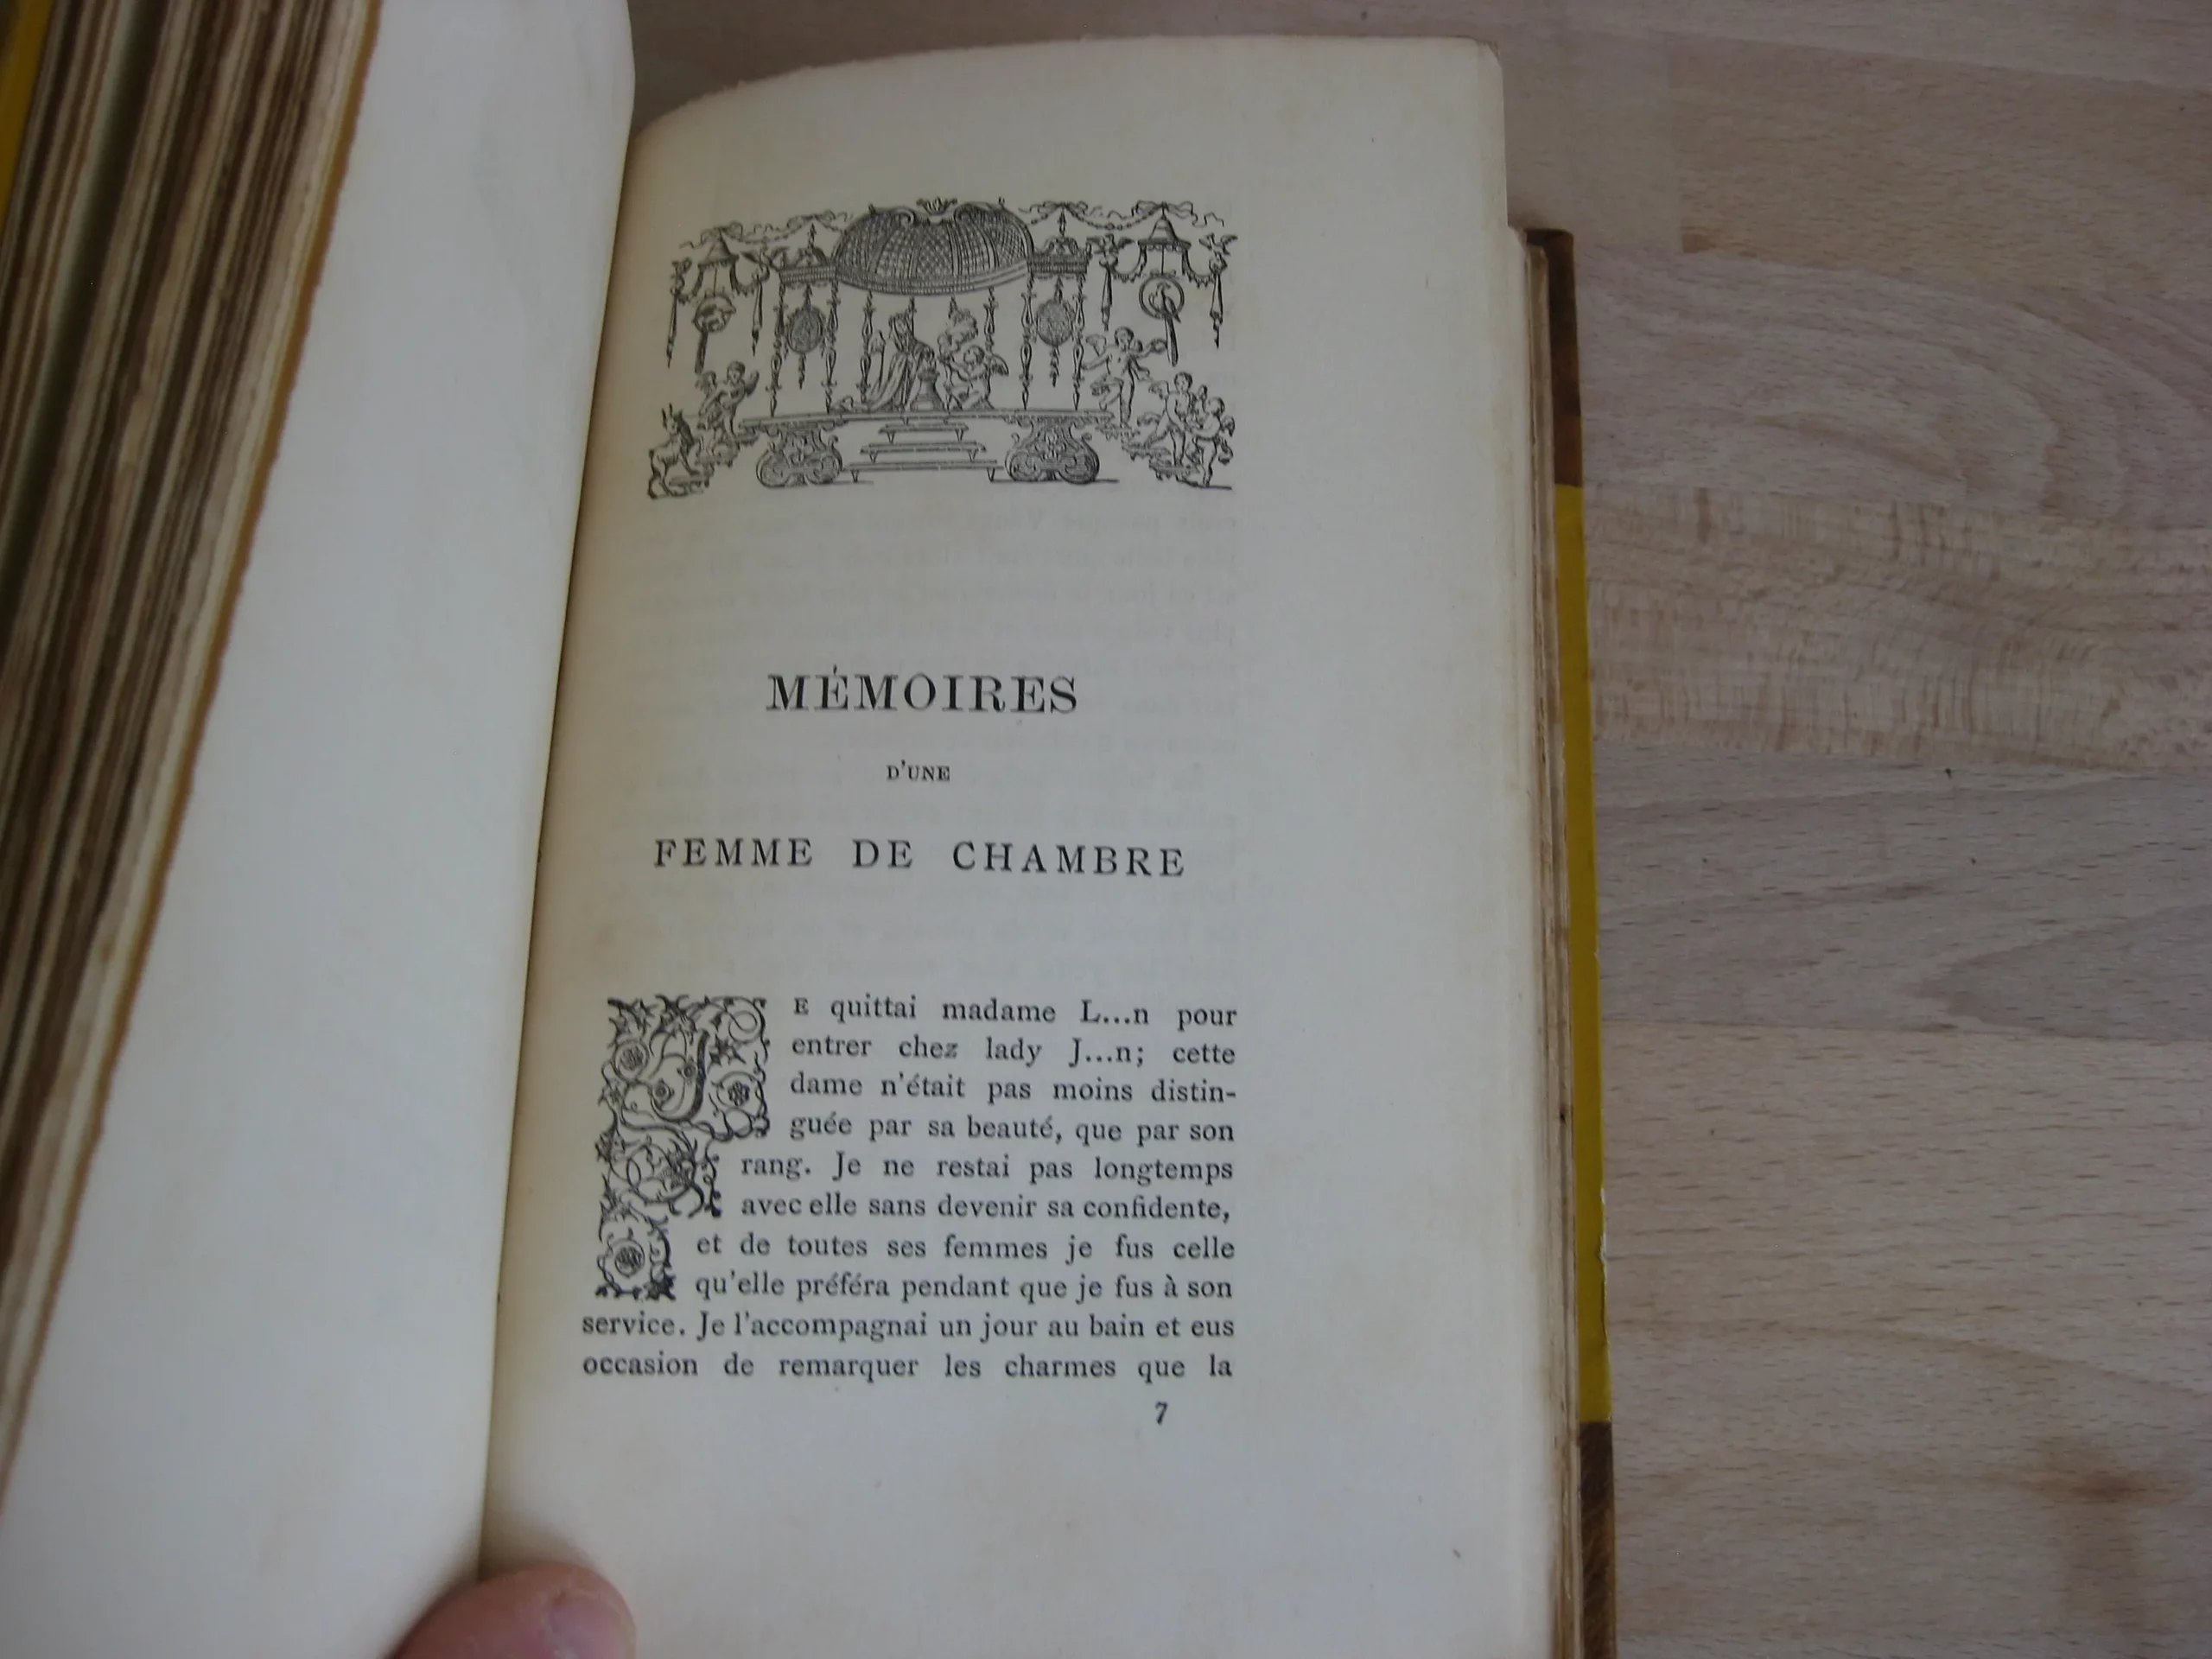 MÉMOIRES
D'UNE
FEMME DE CHAMBRE
JE quittai madame L...n pour
entrer chez lady J...n; cette
dame n'était pas moins distin-
guée par sa beauté, que par son
rang. Je ne restai pas longtemps
avec elle sans devenir sa confidente,
et de toutes ses femmes je fus celle
qu'elle préféra pendant que je fus à son
service. Je l'accompagnai un jour au bain et eus
occasion de remarquer les charmes que la
7